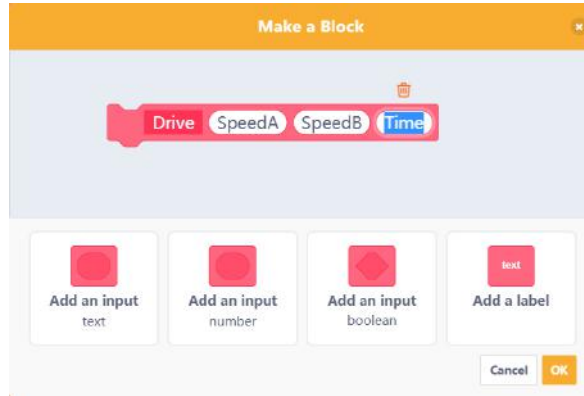 Make a Block
Drive SpeedA SpeedB Time
text
Add an input Add an input Add an input Add a label
text number boolean
Cancel OK